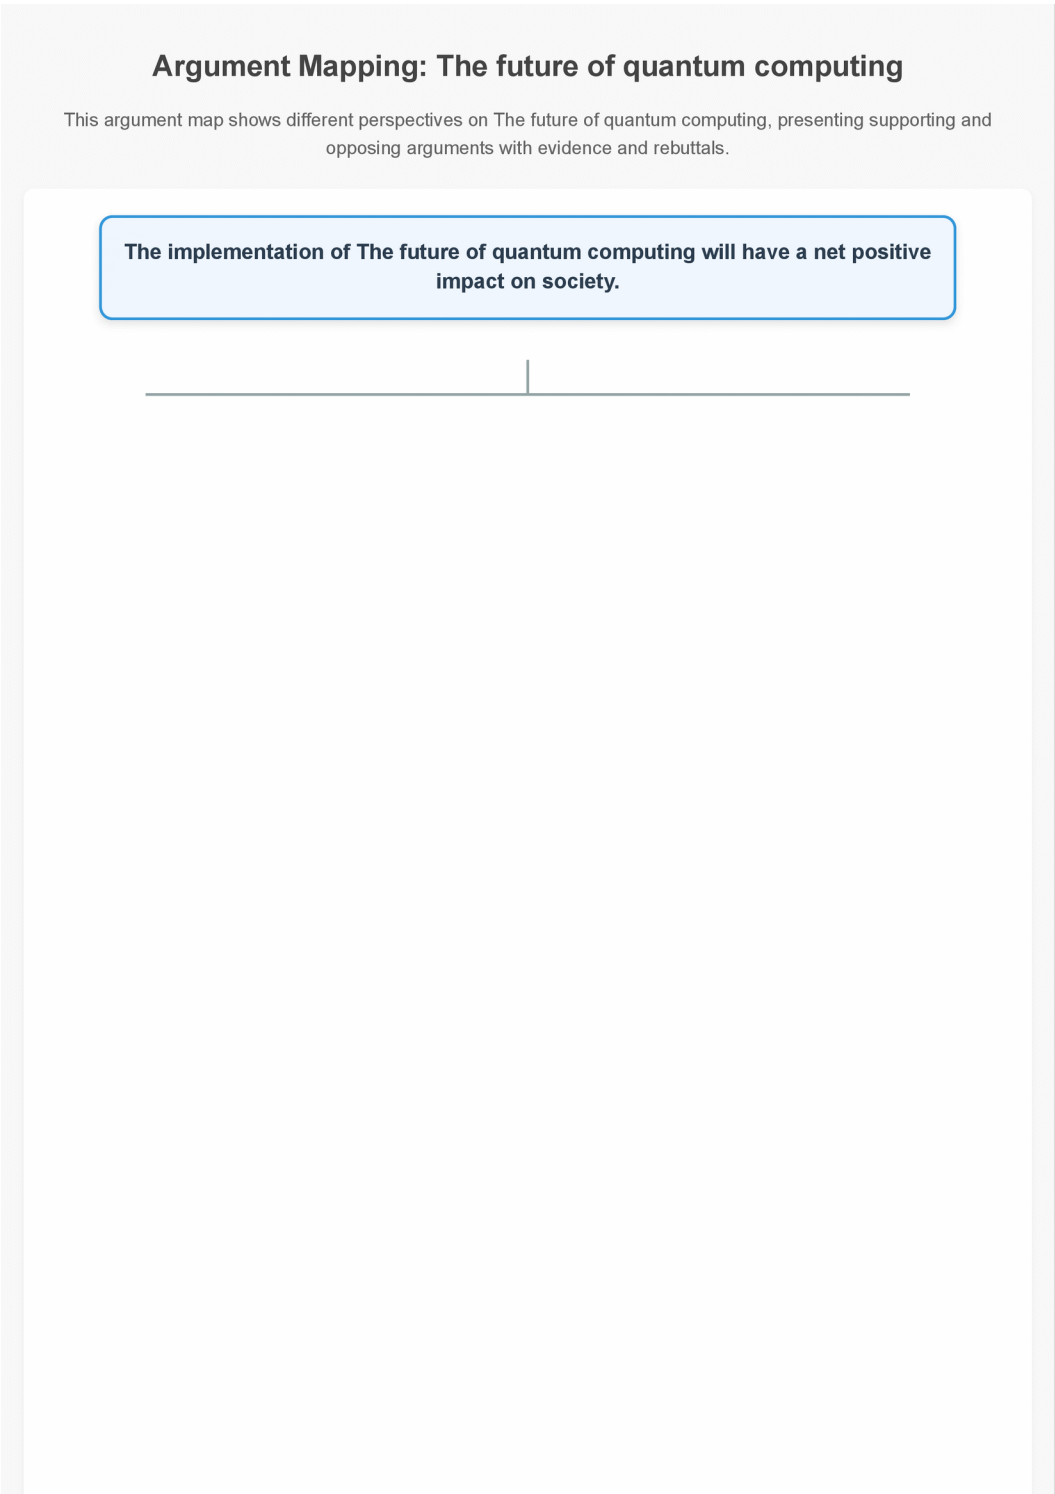 Argument Mapping: The future of quantum computing
This argument map shows different perspectives on The future of quantum computing, presenting supporting and
opposing arguments with evidence and rebuttals.
The implementation of The future of quantum computing will have a net positive
impact on society.